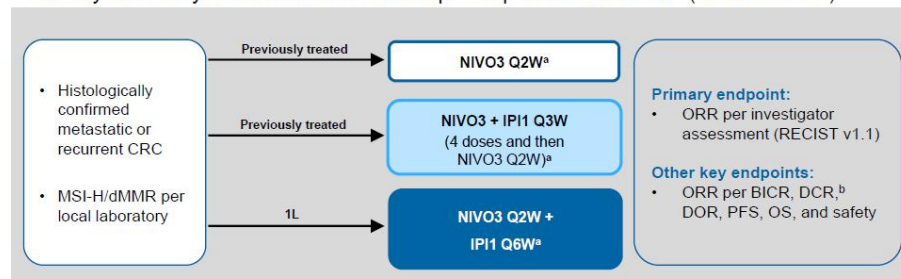 • Histologically
confirmed
metastatic or
recurrent CRC
• MSI-H/dMMR per
local laboratory
Previously treated
NIVO3 Q2Wᵃ
Previously treated
NIVO3 + IPI1 Q3W
(4 doses and then
NIVO3 Q2W)ᵃ
1L
NIVO3 Q2W +
IPI1 Q6Wᵃ
Primary endpoint:
• ORR per investigator
assessment (RECIST v1.1)
Other key endpoints:
• ORR per BICR, DCR,ᵇ
DOR, PFS, OS, and safety